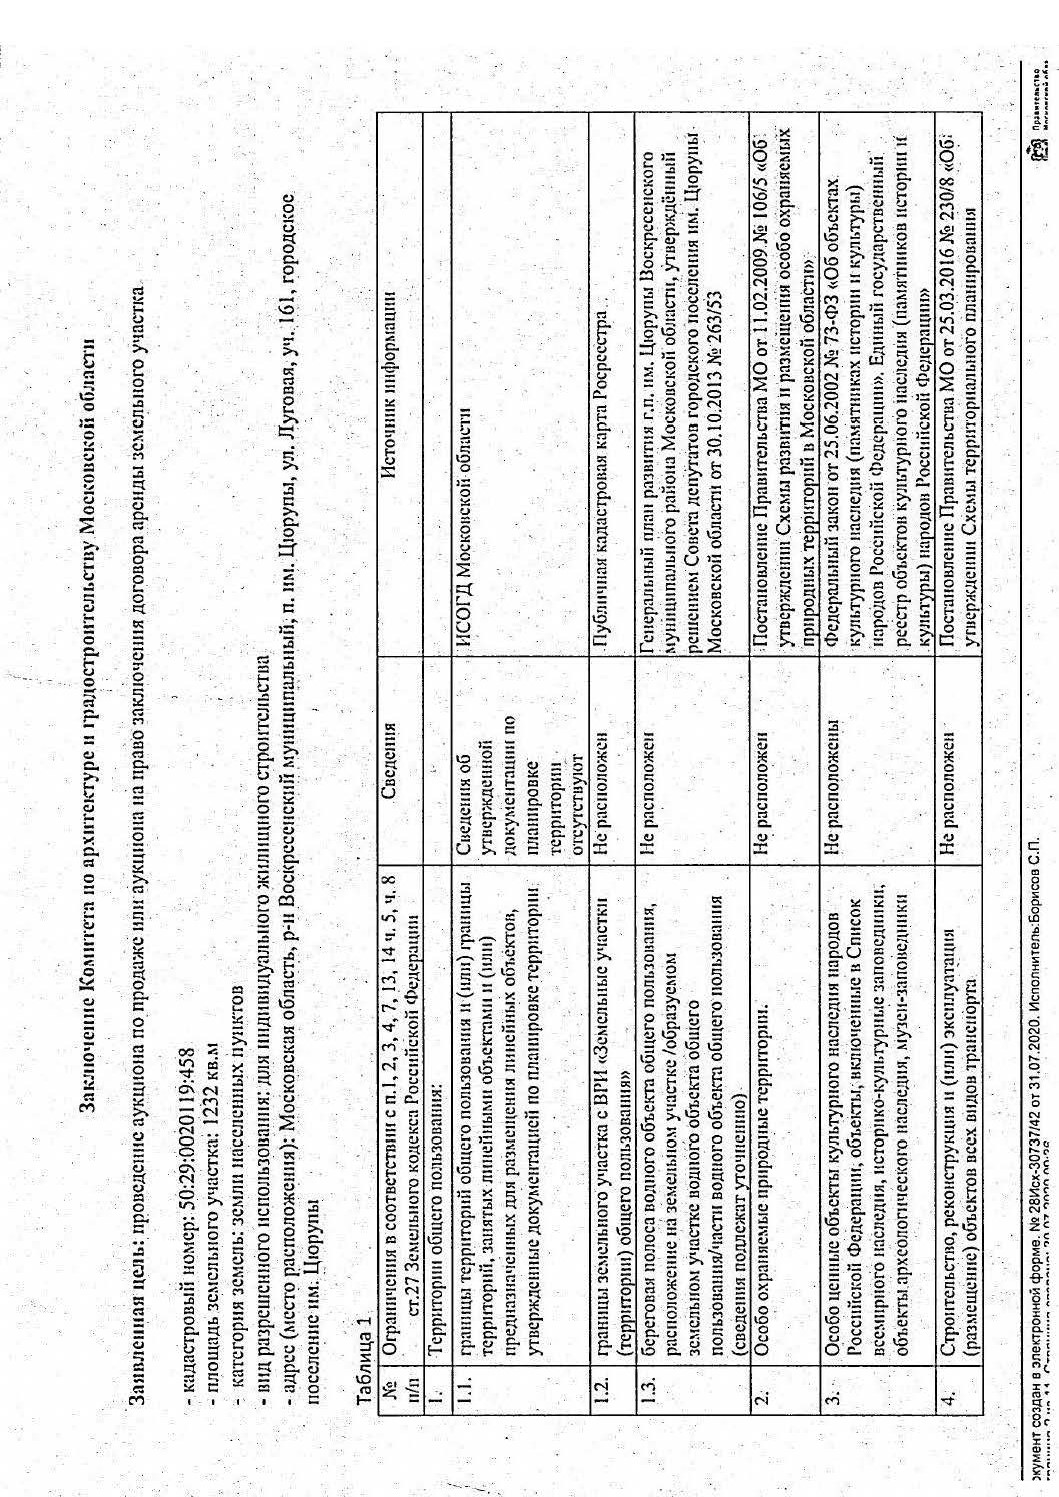 Заключение Комитета по архитектуре и градостроительству Московской области
Заявленная цель: проведение аукциона по продаже или аукциона на право заключения договора аренды земельного участка
- кадастровый номер: 50:29:0020119:458
- площадь земельного участка: 1232 кв.м
- категория земель: земли населенных пунктов
- вид разрешенного использования: для индивидуального жилищного строительства
- адрес (место расположения): Московская область, р-н Воскресенский муниципальный, п. им. Цюрупы, ул. Луговая, уч. 161, городское
поселение им. Цюрупы
Таблица 1
№
п/п
Ограничения в соответствии с п.1, 2, 3, 4, 7, 13, 14 ч. 5, ч. 8
ст.27 Земельного кодекса Российской Федерации
Сведения
Источник информации
1.
Территории общего пользования:
1.1.
границы территорий общего пользования и (или) границы
территорий, занятых линейными объектами и (или)
предназначенных для размещения линейных объектов,
утвержденные документацией по планировке территории
Сведения об
утвержденной
документации по
планировке
территории
отсутствуют
ИСОГД Московской области
1.2.
границы земельного участка с ВРИ «Земельные участки
(территории) общего пользования»
Не расположен
Публичная кадастровая карта Росреестра
1.3.
береговая полоса водного объекта общего пользования,
расположение на земельном участке /образуемом
земельном участке водного объекта общего
пользования/части водного объекта общего пользования
(сведения подлежат уточнению)
Не расположен
Генеральный план развития г.п. им. Цюрупы Воскресенского
муниципального района Московской области, утверждённый
решением Совета депутатов городского поселения им. Цюрупы
Московской области от 30.10.2013 № 263/53
2.
Особо охраняемые природные территории.
Не расположен
Постановление Правительства МО от 11.02.2009 № 106/5 «Об
утверждении Схемы развития и размещения особо охраняемых
природных территорий в Московской области»
3.
Особо ценные объекты культурного наследия народов
Российской Федерации, объекты, включенные в Список
всемирного наследия, историко-культурные заповедники,
объекты археологического наследия, музеи-заповедники
Не расположены
Федеральный закон от 25.06.2002 № 73-ФЗ «Об объектах
культурного наследия (памятниках истории и культуры)
народов Российской Федерации». Единый государственный
реестр объектов культурного наследия (памятников истории и
культуры) народов Российской Федерации»
4.
Строительство, реконструкция и (или) эксплуатация
(размещение) объектов всех видов транспорта
Не расположен
Постановление Правительства МО от 25.03.2016 № 230/8 «Об
утверждении Схемы территориального планирования
окумент создан в электронной форме. № 28Исх-30737/42 от 31.07.2020. Исполнитель:Борисов С.П.
Правительство